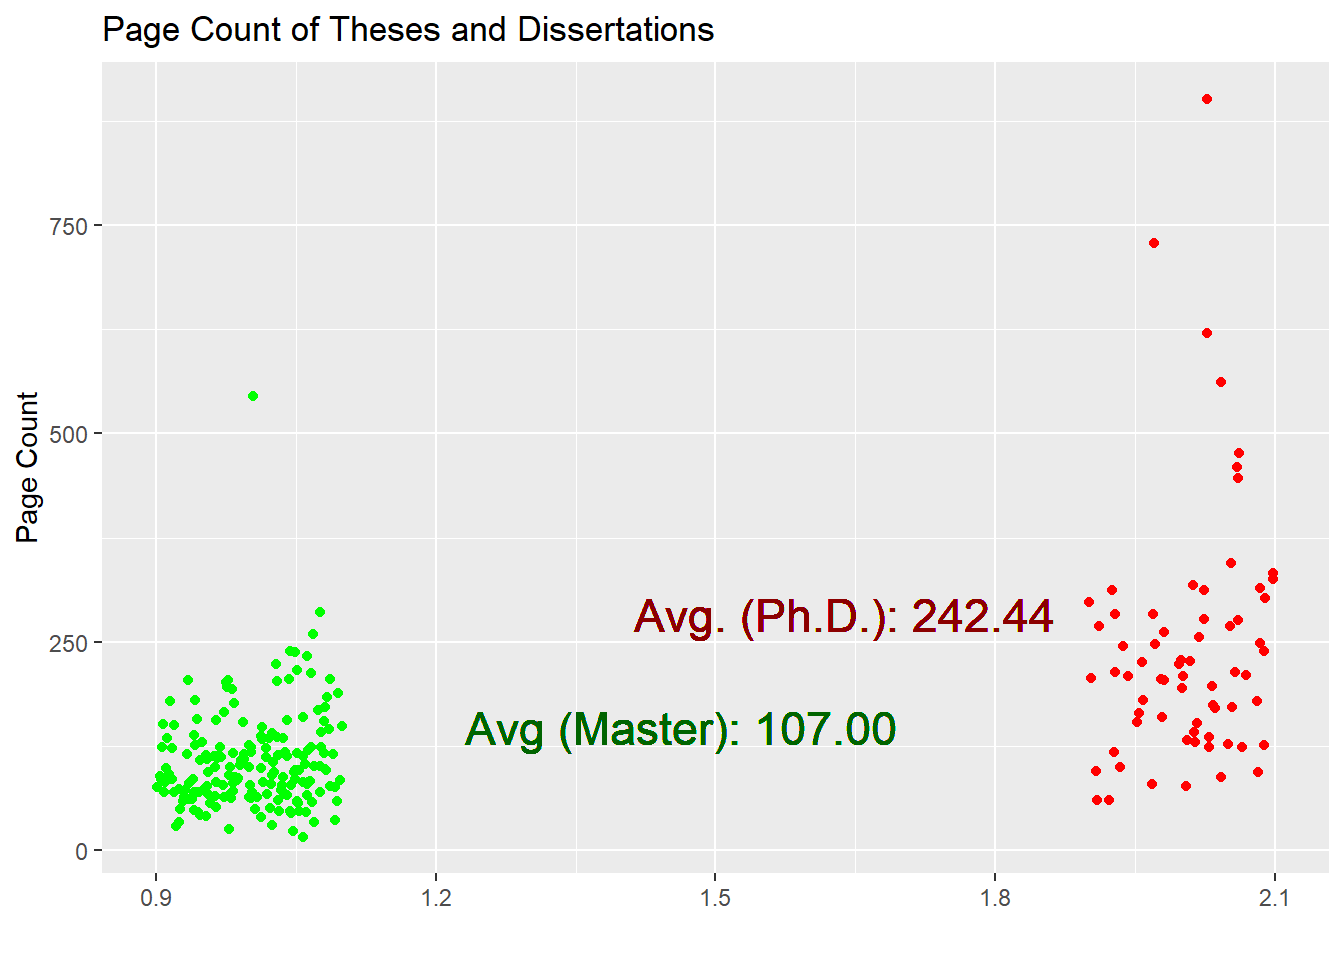 Page Count of Theses and Dissertations
Page Count
750
500
250
0
Avg. (Ph.D.): 242.44
Avg (Master): 107.00
0.9 1.2 1.5 1.8 2.1